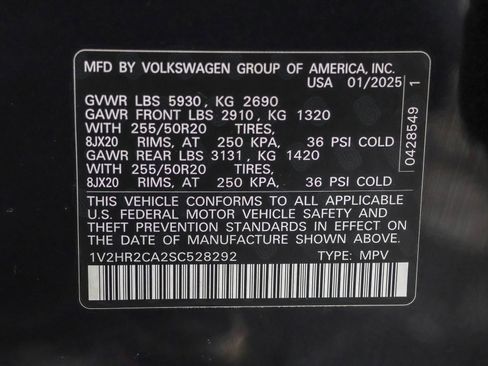 MFD BY VOLKSWAGEN GROUP OF AMERICA, INC.
USA 01/2025
GVWR LBS 5930, KG 2690
GAWR FRONT LBS 2910, KG 1320
WITH 255/50R20 TIRES,
8JX20 RIMS, AT 250 KPA, 36 PSI COLD
GAWR REAR LBS 3131, KG 1420
WITH 255/50R20 TIRES,
8JX20 RIMS, AT 250 KPA, 36 PSI COLD
THIS VEHICLE CONFORMS TO ALL APPLICABLE
U.S. FEDERAL MOTOR VEHICLE SAFETY AND
THEFT PREVENTION STANDARDS IN EFFECT ON
THE DATE OF MANUFACTURE SHOWN ABOVE.
1V2HR2CA2SC528292 TYPE: MPV
0428549 1